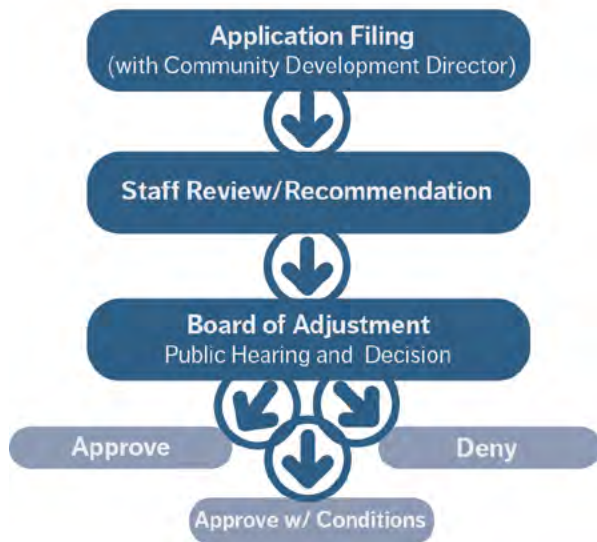 Application Filing
(with Community Development Director)
Staff Review/Recommendation
Board of Adjustment
Public Hearing and Decision
Approve
Deny
Approve w/ Conditions